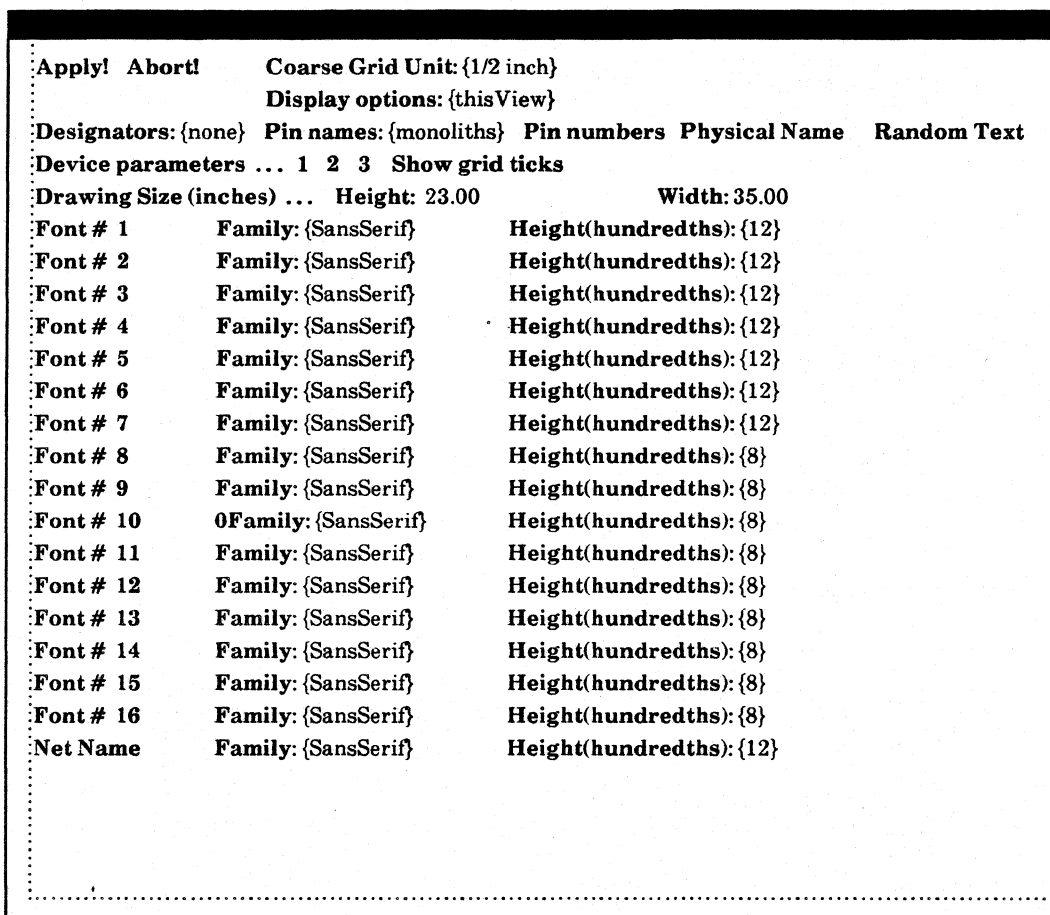 Apply! Abort! Coarse Grid Unit: {1/2 inch}
Display options: {thisView}
Designators: {none} Pin names: {monoliths} Pin numbers Physical Name Random Text
Device parameters ... 1 2 3 Show grid ticks
Drawing Size (inches) ... Height: 23.00 Width: 35.00
Font # 1 Family: {SansSerif} Height(hundredths): {12}
Font # 2 Family: {SansSerif} Height(hundredths): {12}
Font # 3 Family: {SansSerif} Height(hundredths): {12}
Font # 4 Family: {SansSerif} Height(hundredths): {12}
Font # 5 Family: {SansSerif} Height(hundredths): {12}
Font # 6 Family: {SansSerif} Height(hundredths): {12}
Font # 7 Family: {SansSerif} Height(hundredths): {12}
Font # 8 Family: {SansSerif} Height(hundredths): {8}
Font # 9 Family: {SansSerif} Height(hundredths): {8}
Font # 10 0Family: {SansSerif} Height(hundredths): {8}
Font # 11 Family: {SansSerif} Height(hundredths): {8}
Font # 12 Family: {SansSerif} Height(hundredths): {8}
Font # 13 Family: {SansSerif} Height(hundredths): {8}
Font # 14 Family: {SansSerif} Height(hundredths): {8}
Font # 15 Family: {SansSerif} Height(hundredths): {8}
Font # 16 Family: {SansSerif} Height(hundredths): {8}
Net Name Family: {SansSerif} Height(hundredths): {12}